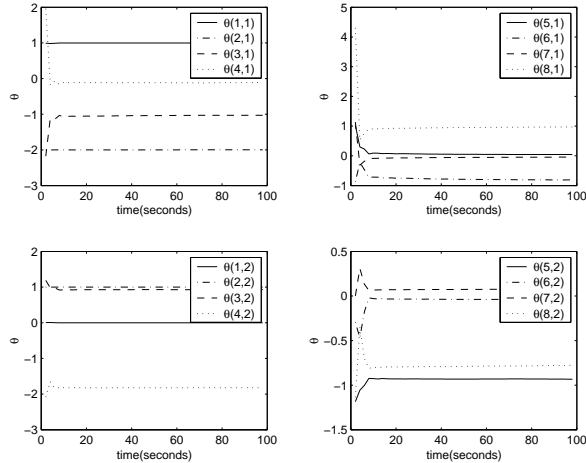 2
1
0
−1
−2
−3
θ
0
20
40
60
80
100
time(seconds)
θ(1,1)
θ(2,1)
θ(3,1)
θ(4,1)
5
4
3
2
1
0
−1
θ
0
20
40
60
80
100
time(seconds)
θ(5,1)
θ(6,1)
θ(7,1)
θ(8,1)
2
1
0
−1
−2
−3
θ
0
20
40
60
80
100
time(seconds)
θ(1,2)
θ(2,2)
θ(3,2)
θ(4,2)
0.5
0
−0.5
−1
−1.5
θ
0
20
40
60
80
100
time(seconds)
θ(5,2)
θ(6,2)
θ(7,2)
θ(8,2)